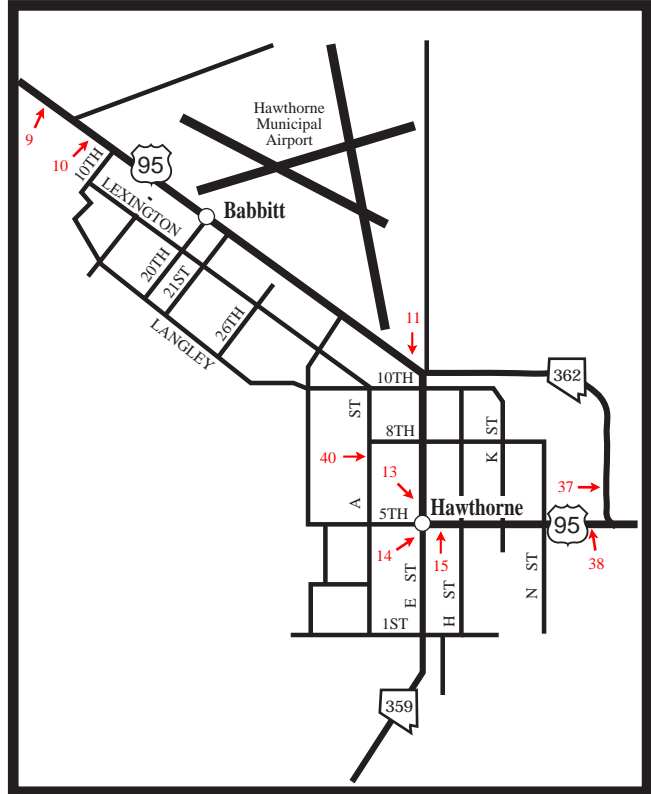 Hawthorne
Municipal
Airport
9
10
10TH
95
LEXINGTON
Babbitt
20TH
21ST
26TH
LANGLEY
11
10TH
362
A ST
8TH
K ST
40
13
37
Hawthorne
5TH
95
14
15
38
E ST
H ST
N ST
1ST
359